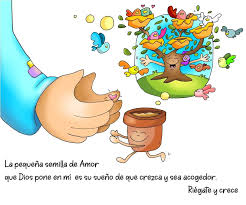 La pequeña semilla de Amor
que Dios pone en mí es su sueño de que crezca y sea acogedor.
Riégate y crece